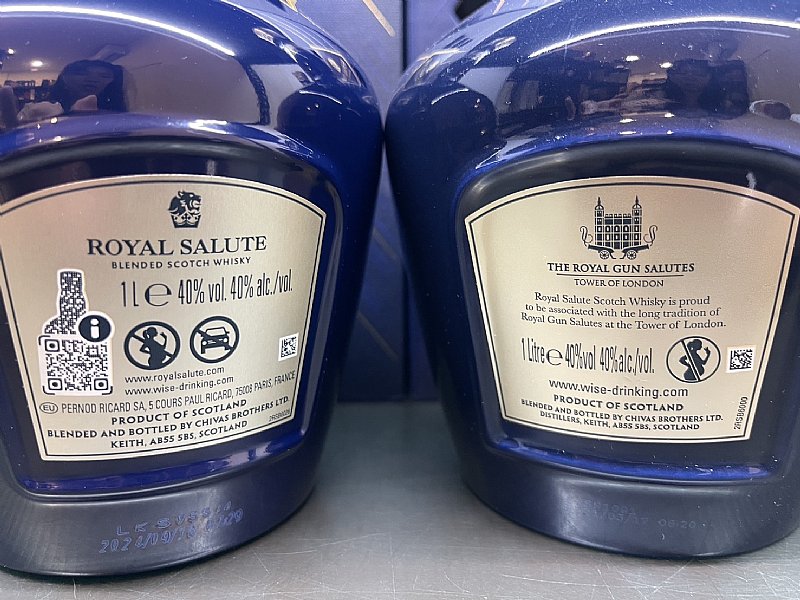 ROYAL SALUTE
BLENDED SCOTCH WHISKY
1L e 40% vol. 40% alc./vol.
i
www.royalsalute.com
www.wise-drinking.com
EU PERNOD RICARD SA, 5 COURS PAUL RICARD, 75008 PARIS, FRANCE
PRODUCT OF SCOTLAND
BLENDED AND BOTTLED BY CHIVAS BROTHERS LTD.
KEITH, AB55 5BS, SCOTLAND
THE ROYAL GUN SALUTES
TOWER OF LONDON
Royal Salute Scotch Whisky is proud
to be associated with the long tradition of
Royal Gun Salutes at the Tower of London.
1 Litre e 40%vol 40%alc./vol.
www.wise-drinking.com
PRODUCT OF SCOTLAND
BLENDED AND BOTTLED BY CHIVAS BROTHERS LTD.
DISTILLERS, KEITH, AB55 5BS, SCOTLAND
2RSB6000